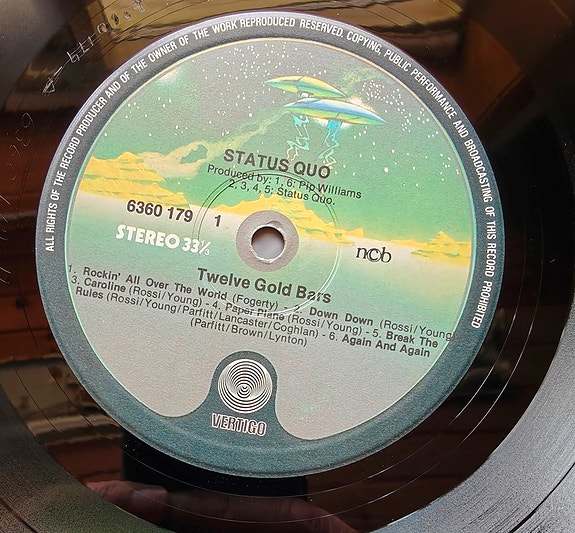 ALL RIGHTS OF THE RECORD PRODUCER AND OF THE OWNER OF THE WORK REPRODUCED RESERVED, COPYING, PUBLIC PERFORMANCE AND BROADCASTING OF THIS RECORD PROHIBITED
STATUS QUO
Produced by: 1, 6: Pip Williams
2, 3, 4, 5: Status Quo.
6360 179 1
STEREO 33⅓
ncb
Twelve Gold Bars
1. Rockin' All Over The World (Fogerty) - 2. Down Down (Rossi/Young)
3. Caroline (Rossi/Young) - 4. Paper Plane (Rossi/Young) - 5. Break The
Rules (Rossi/Young/Parfitt/Lancaster/Coghlan) - 6. Again And Again
(Parfitt/Brown/Lynton)
VERTIGO